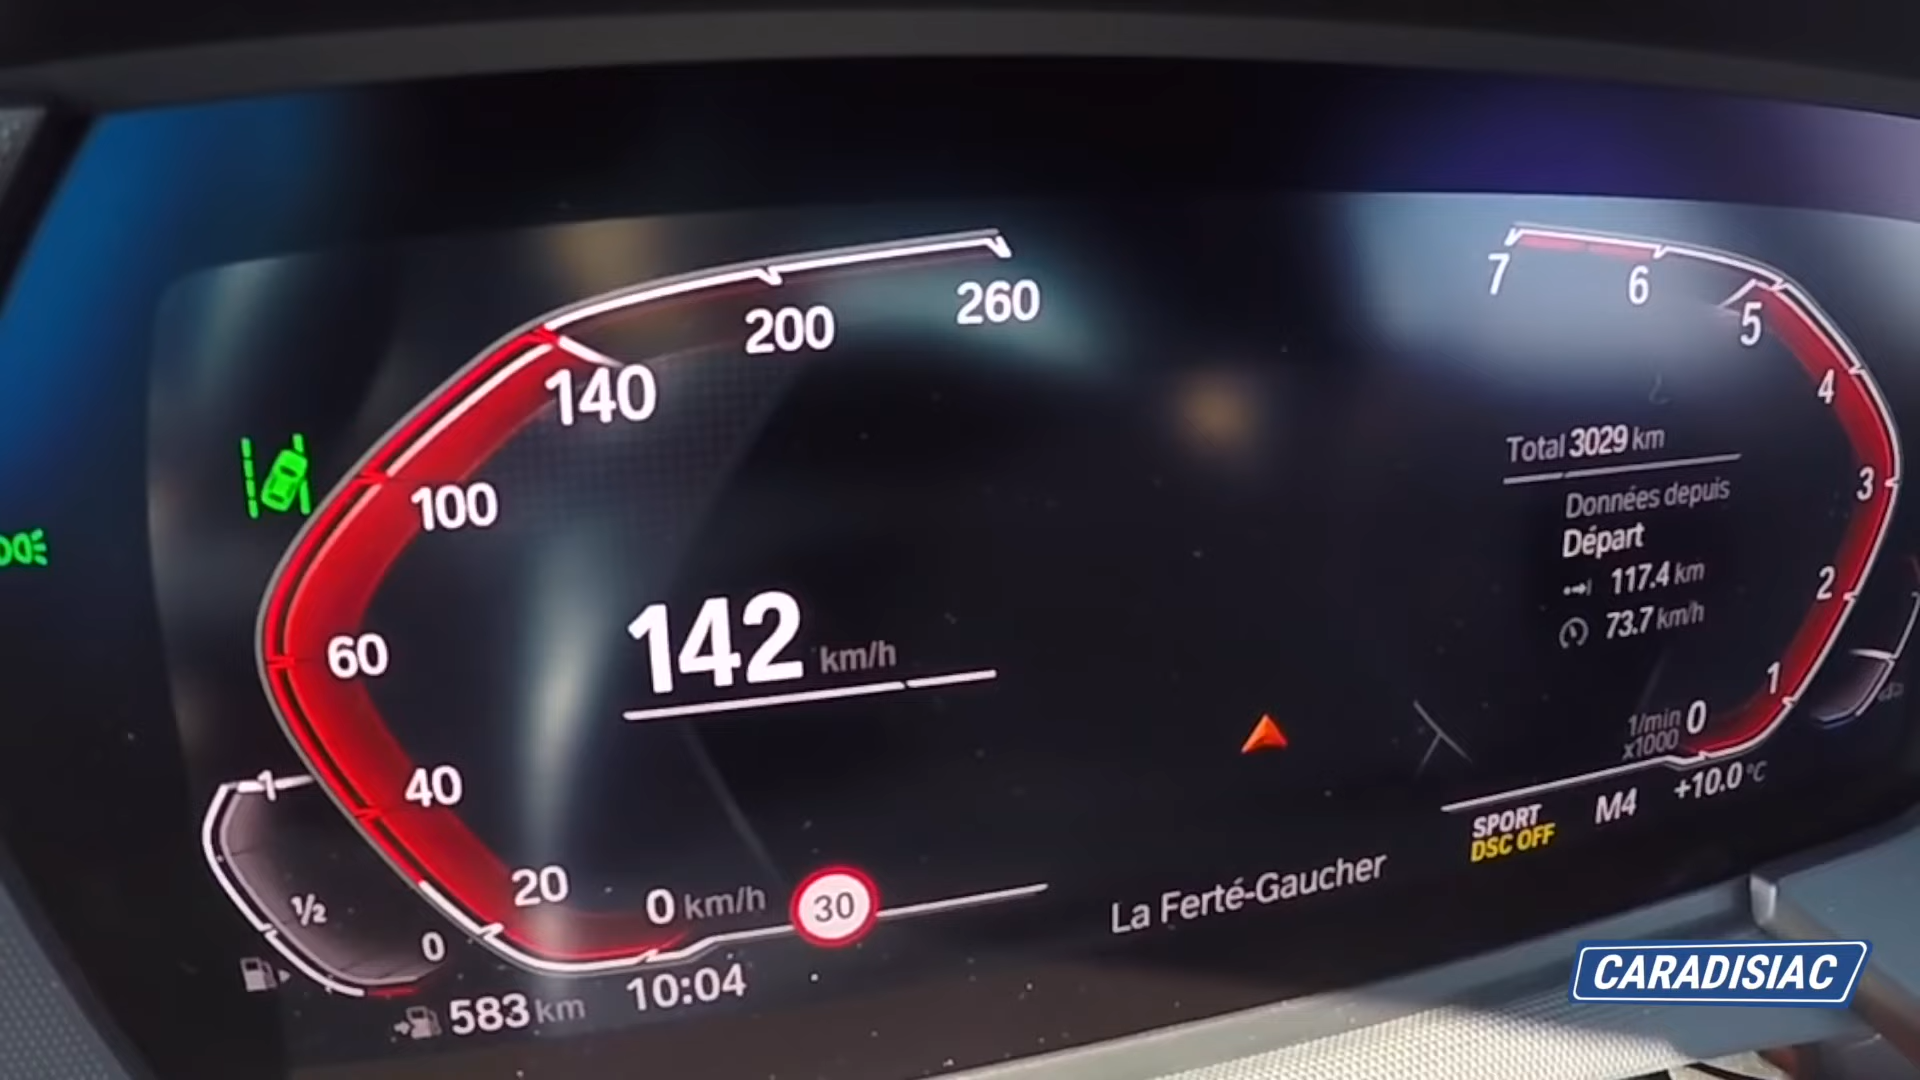 260
200
140
100
60
40
20
0 km/h
30
142 km/h
1
½
0
583 km
10:04
7
6
5
4
3
2
1
0
1/min
x1000
Total 3029 km
Données depuis
Départ
117.4 km
73.7 km/h
SPORT
DSC OFF
M4
+10.0 °C
La Ferté-Gaucher
CARADISIAC